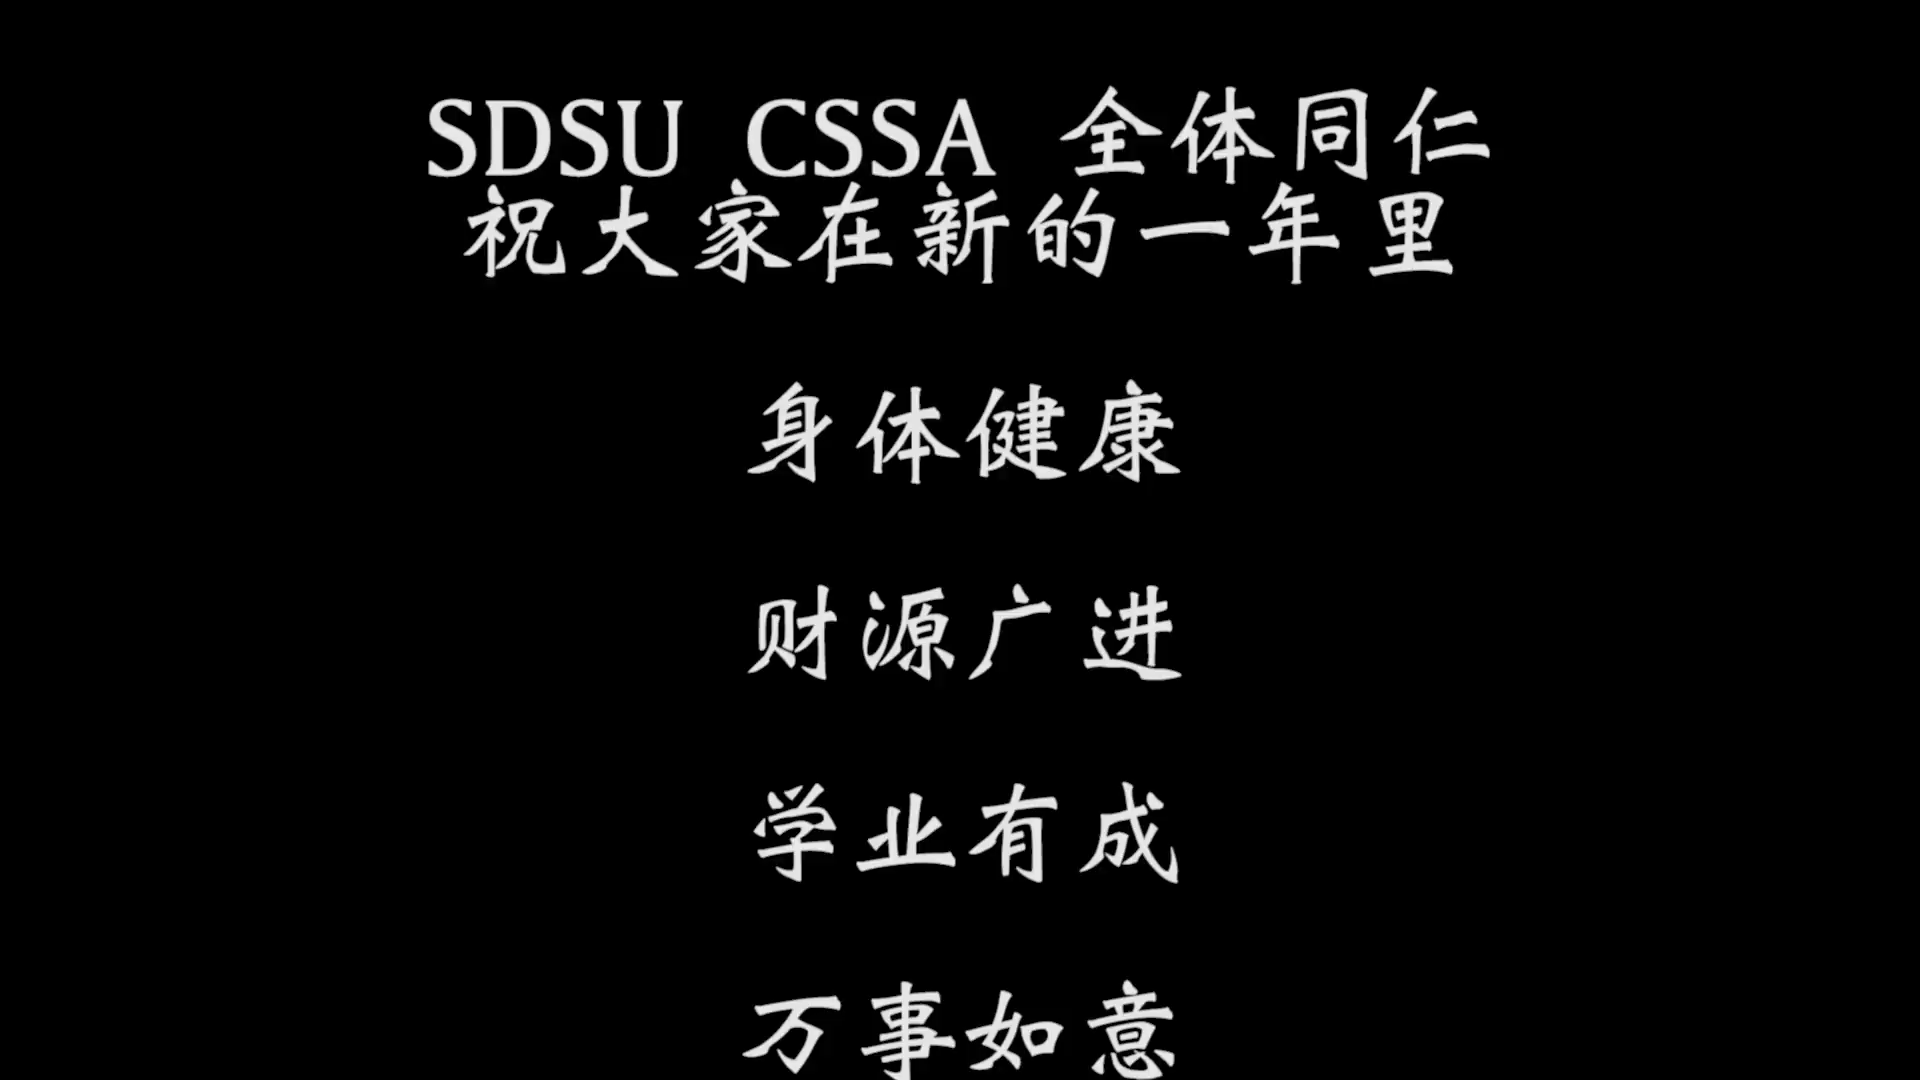 SDSU CSSA 全体同仁
祝大家在新的一年里
身体健康
财源广进
学业有成
万事如意